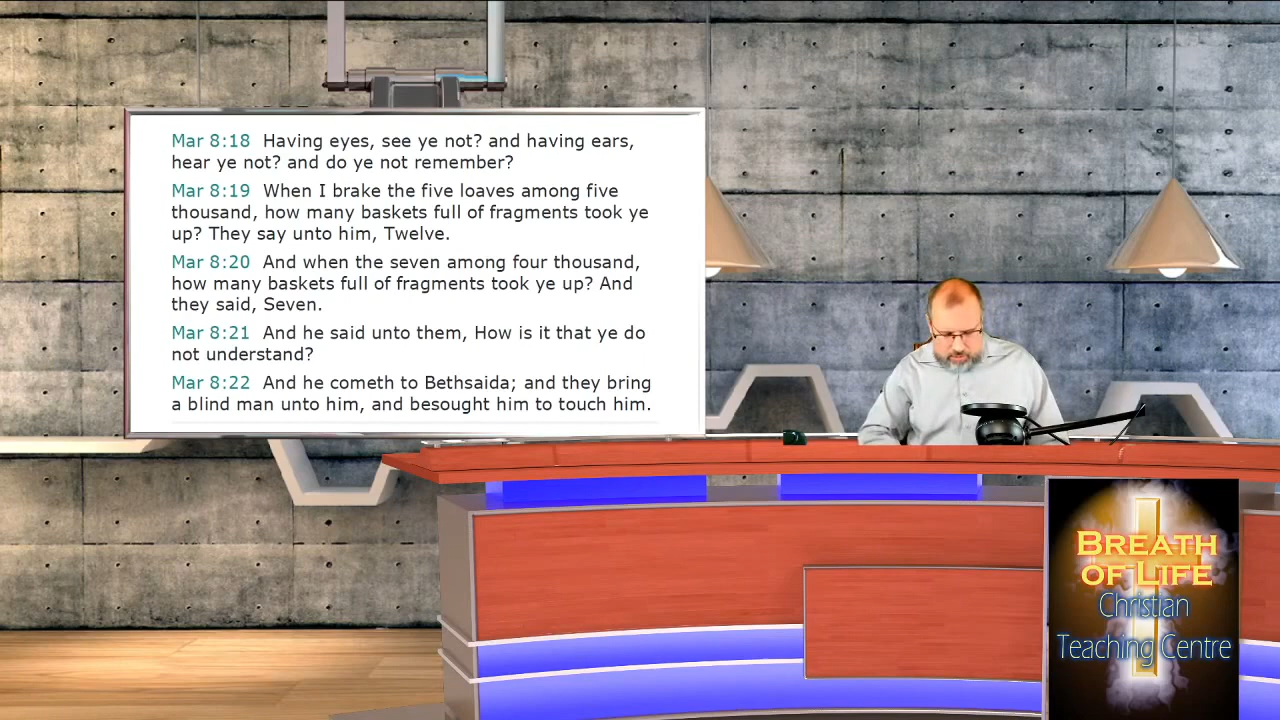 Mar 8:18 Having eyes, see ye not? and having ears,
hear ye not? and do ye not remember?
Mar 8:19 When I brake the five loaves among five
thousand, how many baskets full of fragments took ye
up? They say unto him, Twelve.
Mar 8:20 And when the seven among four thousand,
how many baskets full of fragments took ye up? And
they said, Seven.
Mar 8:21 And he said unto them, How is it that ye do
not understand?
Mar 8:22 And he cometh to Bethsaida; and they bring
a blind man unto him, and besought him to touch him.
BREATH
OF LIFE
Christian
Teaching Centre